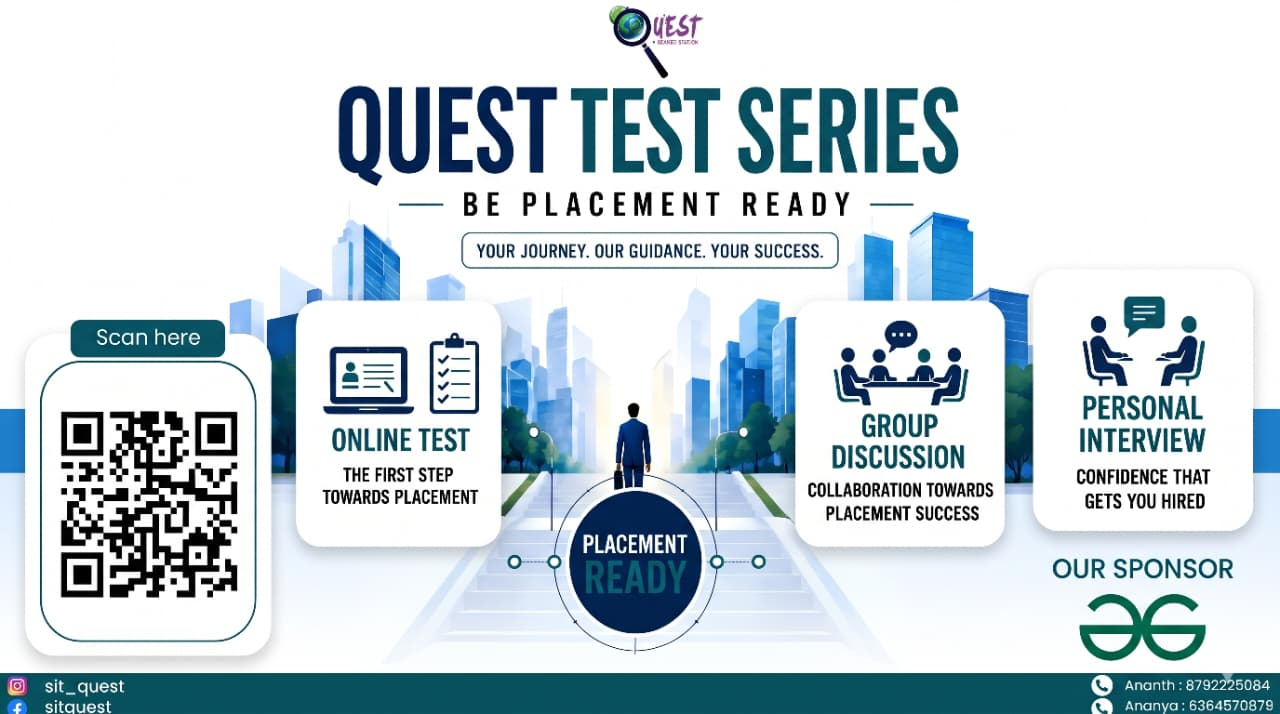 QUEST
QUEST TEST SERIES
BE PLACEMENT READY
YOUR JOURNEY. OUR GUIDANCE. YOUR SUCCESS.
Scan here
ONLINE TEST
THE FIRST STEP
TOWARDS PLACEMENT
PLACEMENT
READY
GROUP
DISCUSSION
COLLABORATION TOWARDS
PLACEMENT SUCCESS
PERSONAL
INTERVIEW
CONFIDENCE THAT
GETS YOU HIRED
OUR SPONSOR
sit_quest
sitquest
Ananth : 8792225084
Ananya : 6364570879